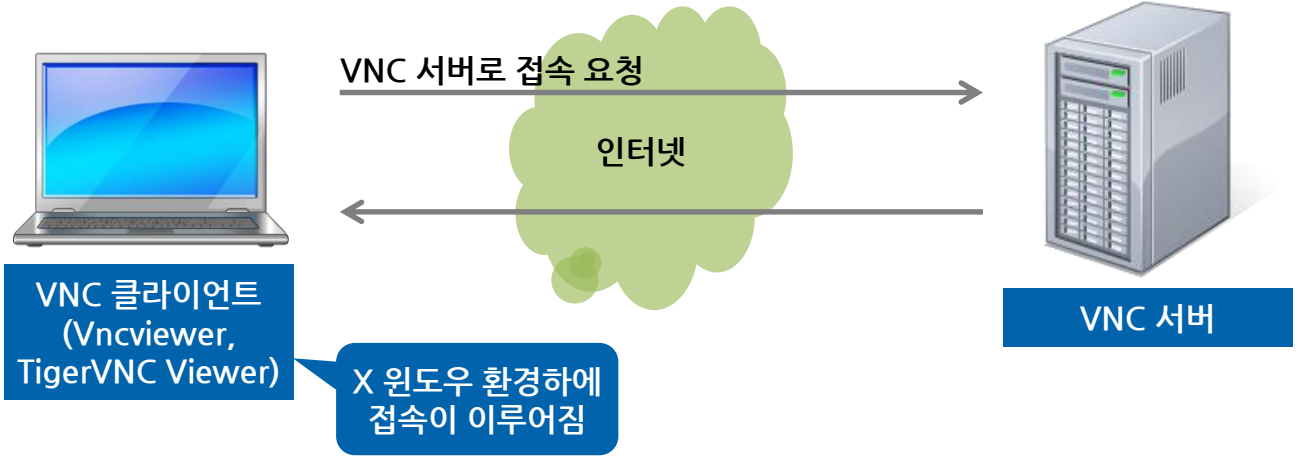 VNC 서버로 접속 요청
인터넷
VNC 클라이언트
(Vncviewer,
TigerVNC Viewer)
VNC 서버
X 윈도우 환경하에
접속이 이루어짐